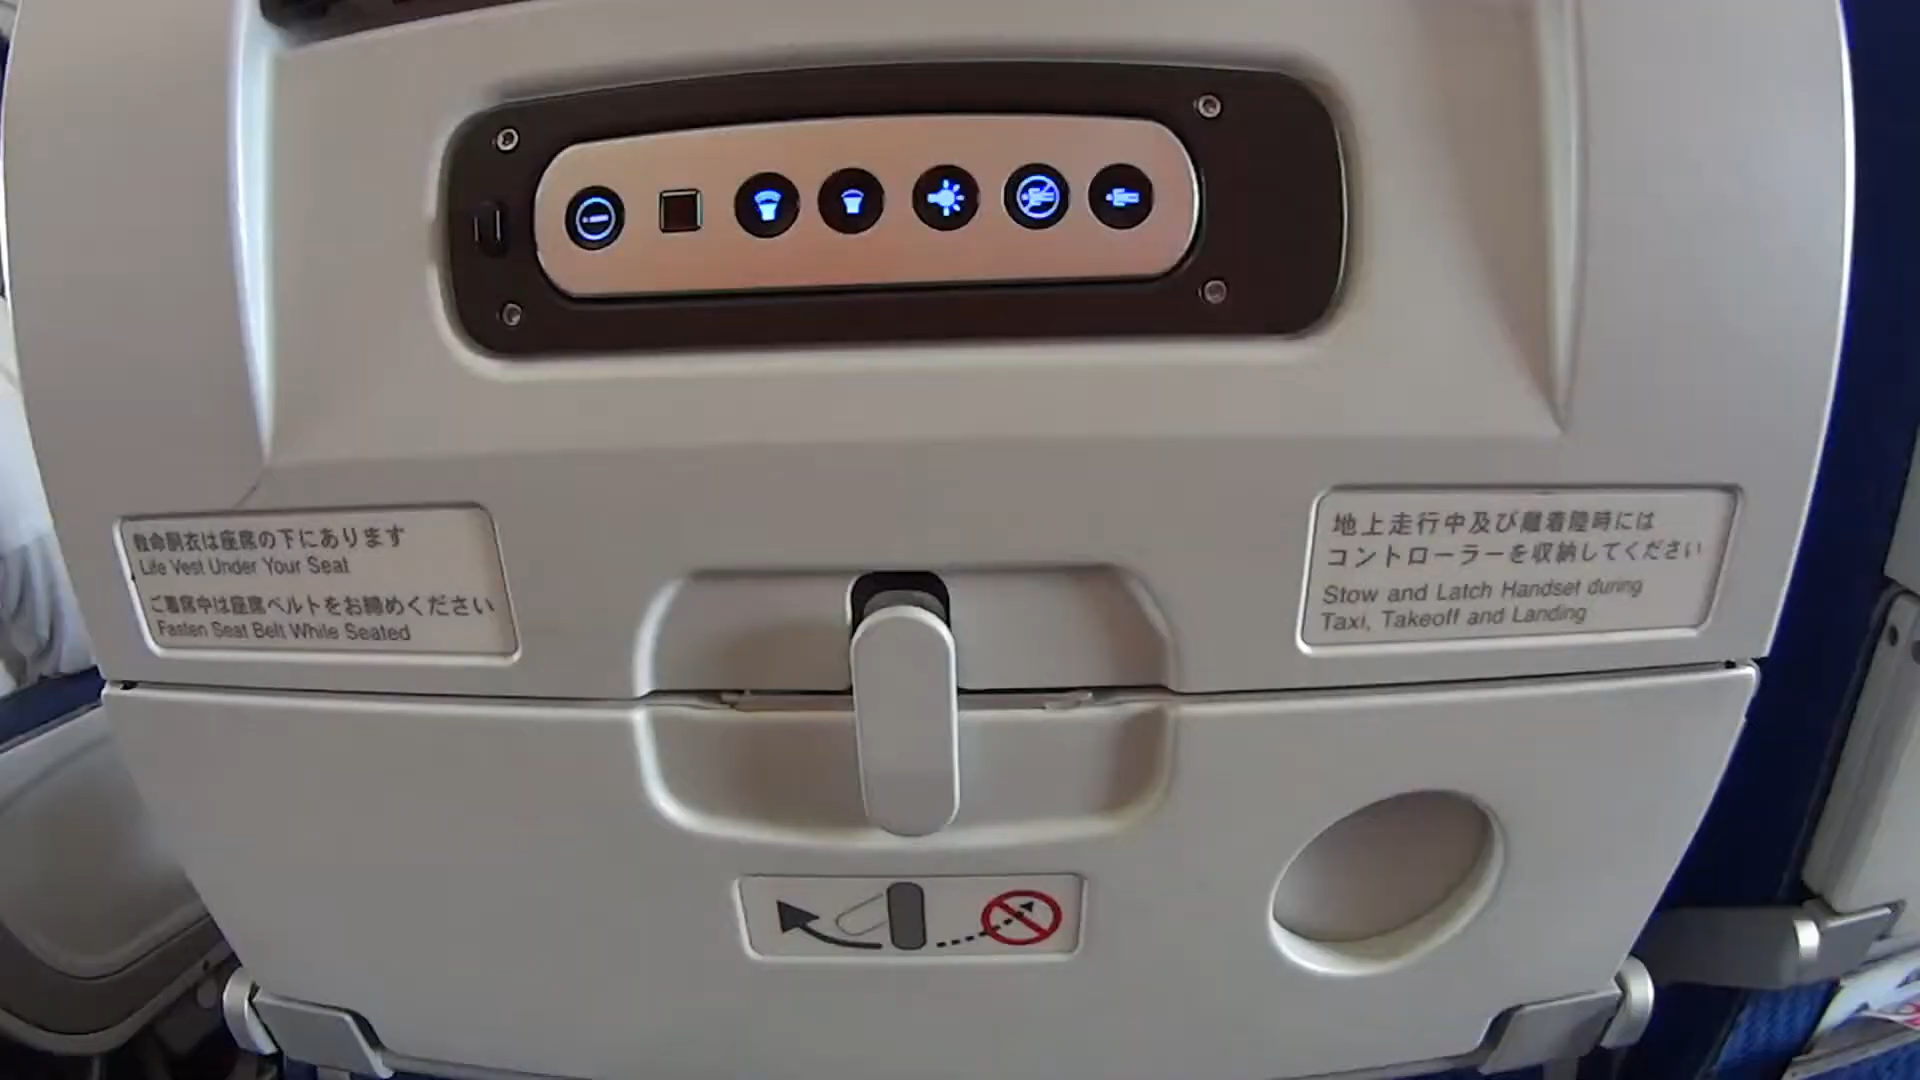 救命胴衣は座席の下にあります
Life Vest Under Your Seat
ご着席中は座席ベルトをお締めください
Fasten Seat Belt While Seated
地上走行中及び離着陸時には
コントローラーを収納してください
Stow and Latch Handset during
Taxi, Takeoff and Landing